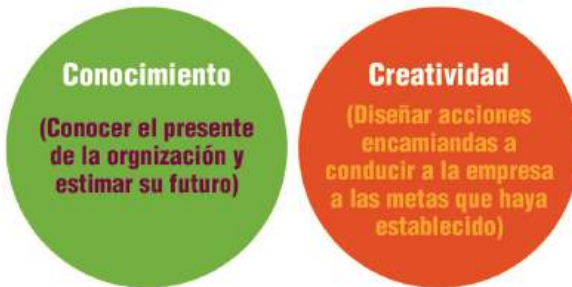 Conocimiento
(Conocer el presente
de la orgnización y
estimar su futuro)
Creatividad
(Diseñar acciones
encamiandas a
conducir a la empresa
a las metas que haya
establecido)